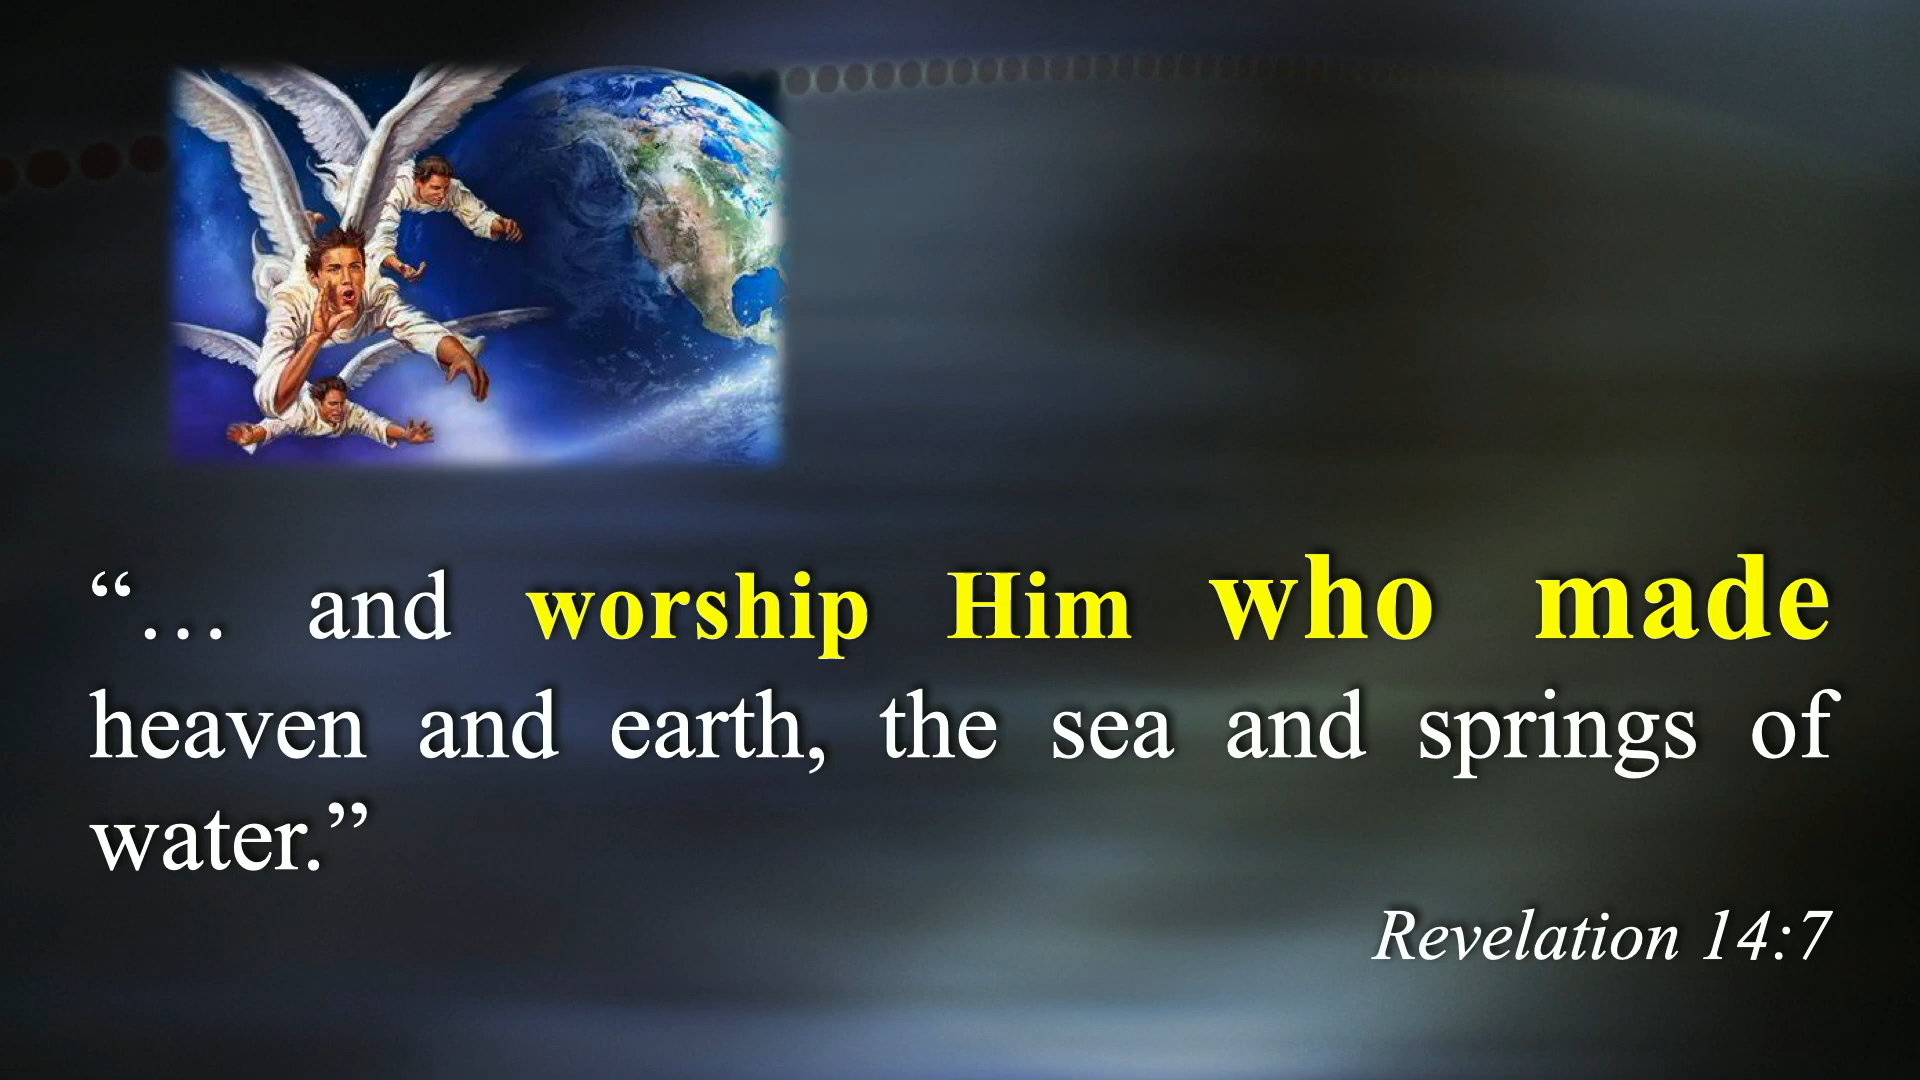 “… and worship Him who made
heaven and earth, the sea and springs of
water.”
Revelation 14:7